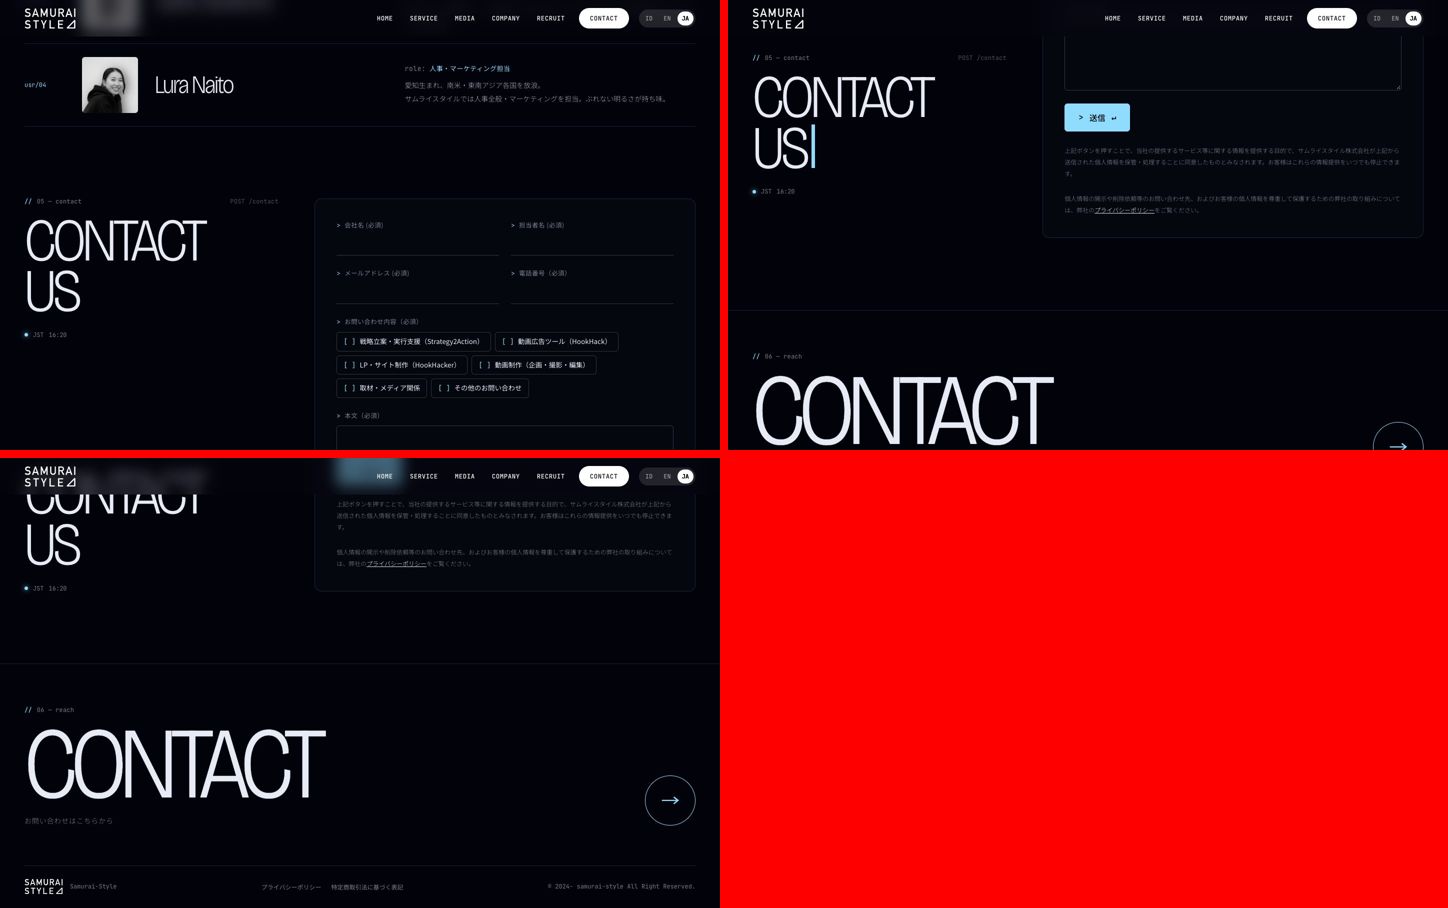 SAMURAI
STYLE
HOME SERVICE MEDIA COMPANY RECRUIT CONTACT ID EN JA
usr/04
Lura Naito
role: 人事・マーケティング担当
愛知生まれ、南米・東南アジア各国を放浪。
サムライスタイルでは人事全般・マーケティングを担当。ぶれない明るさが持ち味。
// 05 — contact POST /contact
CONTACT
US
JST 16:20
> 会社名 (必須) > 担当者名 (必須)
> メールアドレス (必須) > 電話番号 (必須)
> お問い合わせ内容 (必須)
[ ] 戦略立案・実行支援（Strategy2Action） [ ] 動画広告ツール（HookHack）
[ ] LP・サイト制作（HookHacker） [ ] 動画制作（企画・撮影・編集）
[ ] 取材・メディア関係 [ ] その他のお問い合わせ
> 本文 (必須)
SAMURAI
STYLE
HOME SERVICE MEDIA COMPANY RECRUIT CONTACT ID EN JA
// 05 — contact POST /contact
CONTACT
US
JST 16:20
> 送信 ↵
上記ボタンを押すことで、当社の提供するサービス等に関する情報を提供する目的で、サムライスタイル株式会社が上記から
送信された個人情報を保管・処理することに同意したものとみなされます。お客様はこれらの情報提供をいつでも停止できま
す。
個人情報の開示や削除依頼等のお問い合わせ先、およびお客様の個人情報を尊重して保護するための弊社の取り組みについて
は、弊社のプライバシーポリシーをご覧ください。
// 06 — reach
CONTACT
→
SAMURAI
STYLE
HOME SERVICE MEDIA COMPANY RECRUIT CONTACT ID EN JA
CONTACT
US
JST 16:20
上記ボタンを押すことで、当社の提供するサービス等に関する情報を提供する目的で、サムライスタイル株式会社が上記から
送信された個人情報を保管・処理することに同意したものとみなされます。お客様はこれらの情報提供をいつでも停止できま
す。
個人情報の開示や削除依頼等のお問い合わせ先、およびお客様の個人情報を尊重して保護するための弊社の取り組みについて
は、弊社のプライバシーポリシーをご覧ください。
// 06 — reach
CONTACT
→
お問い合わせはこちらから
SAMURAI
STYLE
Samurai-Style プライバシーポリシー 特定商取引法に基づく表記 © 2024- samurai-style All Right Reserved.